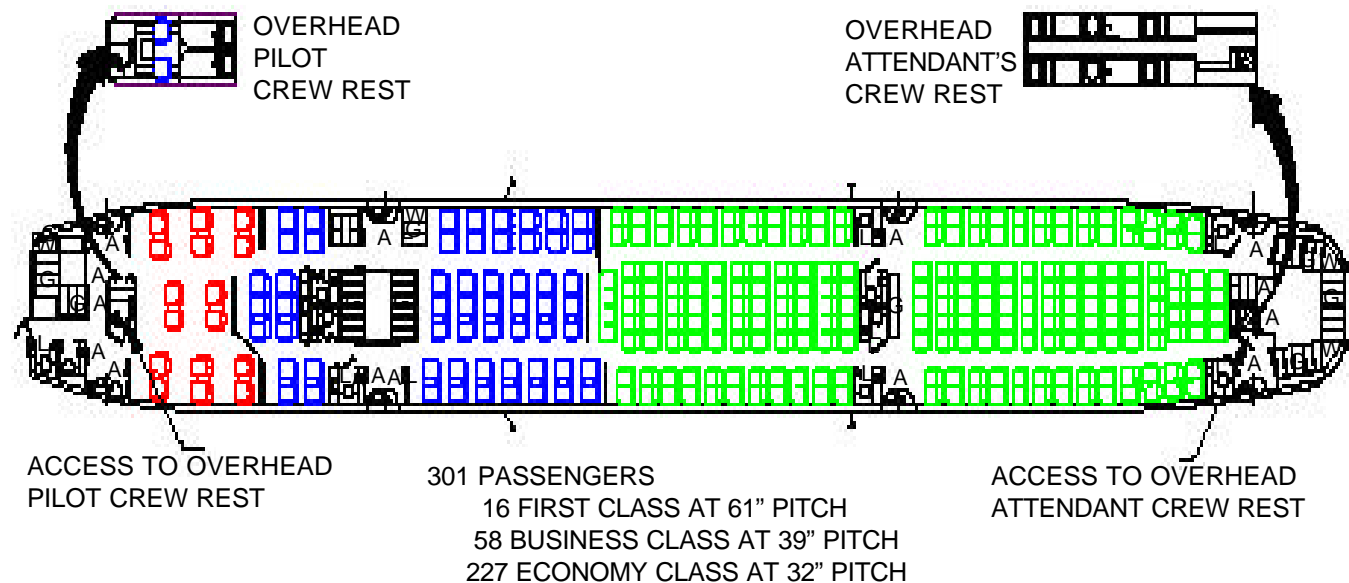 OVERHEAD
PILOT
CREW REST
OVERHEAD
ATTENDANT'S
CREW REST
W
G
A
A
G
A
L
A
A
A
W
G
L
A
A
L
L
A
G
L
A
A
W
G
A
A
G
A
G
W
ACCESS TO OVERHEAD
PILOT CREW REST
301 PASSENGERS
16 FIRST CLASS AT 61” PITCH
58 BUSINESS CLASS AT 39” PITCH
227 ECONOMY CLASS AT 32” PITCH
ACCESS TO OVERHEAD
ATTENDANT CREW REST